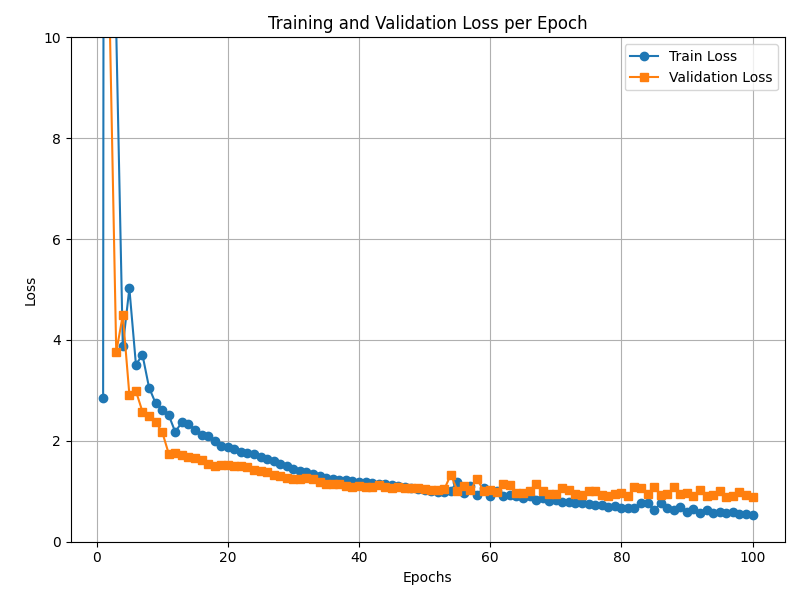 Training and Validation Loss per Epoch
10
8
6
4
2
0
Loss
Train Loss
Validation Loss
0 20 40 60 80 100
Epochs